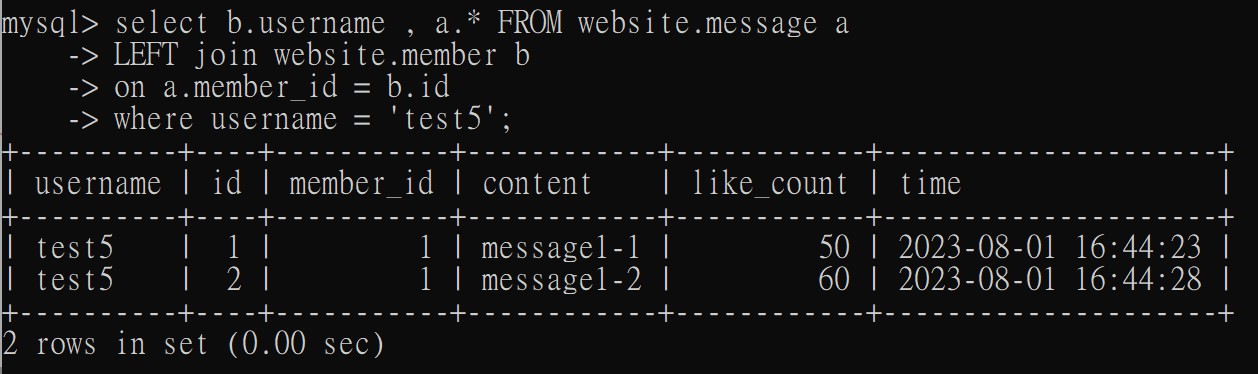 mysql> select b.username , a.* FROM website.message a
    -> LEFT join website.member b
    -> on a.member_id = b.id
    -> where username = 'test5';
+----------+----+-----------+------------+------------+---------------------+
| username | id | member_id | content    | like_count | time                |
+----------+----+-----------+------------+------------+---------------------+
| test5    |  1 |         1 | message1-1 |         50 | 2023-08-01 16:44:23 |
| test5    |  2 |         1 | message1-2 |         60 | 2023-08-01 16:44:28 |
+----------+----+-----------+------------+------------+---------------------+
2 rows in set (0.00 sec)